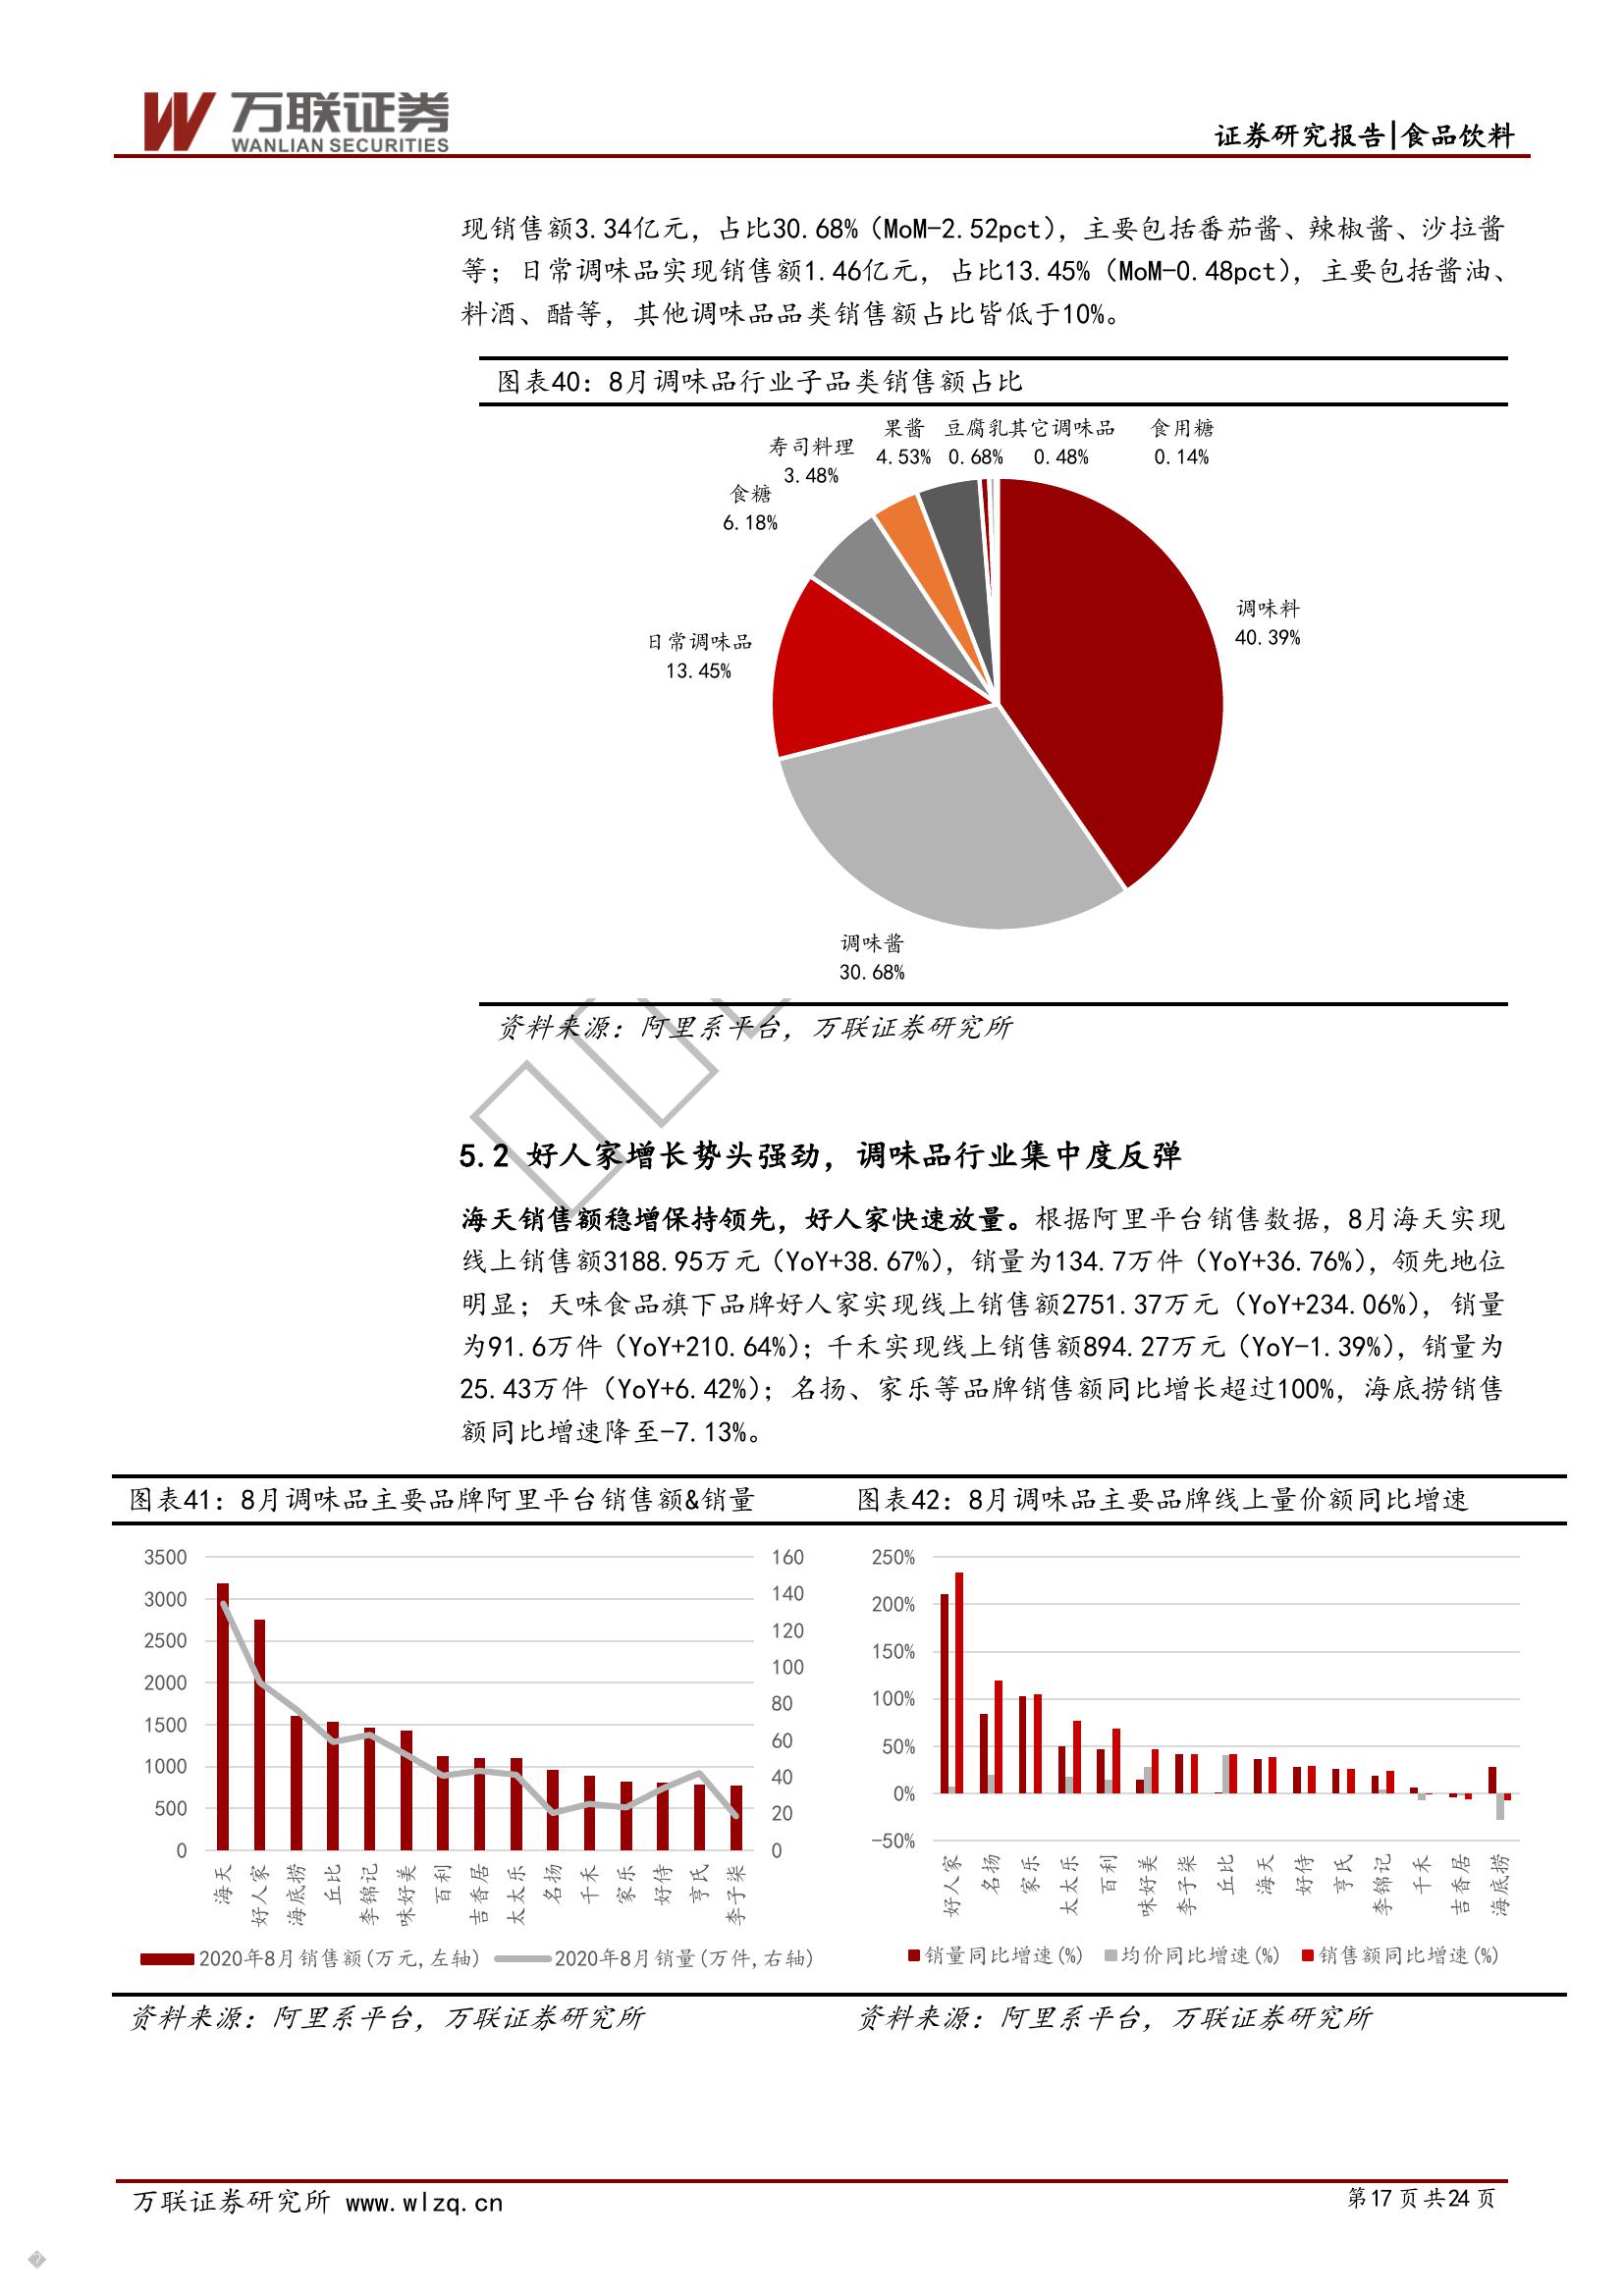 万联证券
WANLIAN SECURITIES
证券研究报告|食品饮料
现销售额3.34亿元，占比30.68%（MoM-2.52pct），主要包括番茄酱、辣椒酱、沙拉酱
等；日常调味品实现销售额1.46亿元，占比13.45%（MoM-0.48pct），主要包括酱油、
料酒、醋等，其他调味品品类销售额占比皆低于10%。
图表40：8月调味品行业子品类销售额占比
果酱
4.53%
豆腐乳
0.68%
其它调味品
0.48%
食用糖
0.14%
寿司料理
3.48%
食糖
6.18%
调味料
40.39%
日常调味品
13.45%
调味酱
30.68%
资料来源：阿里系平台，万联证券研究所
5.2 好人家增长势头强劲，调味品行业集中度反弹
海天销售额稳增保持领先，好人家快速放量。根据阿里平台销售数据，8月海天实现
线上销售额3188.95万元（YoY+38.67%），销量为134.7万件（YoY+36.76%），领先地位
明显；天味食品旗下品牌好人家实现线上销售额2751.37万元（YoY+234.06%），销量
为91.6万件（YoY+210.64%）；千禾实现线上销售额894.27万元（YoY-1.39%），销量为
25.43万件（YoY+6.42%）；名扬、家乐等品牌销售额同比增长超过100%，海底捞销售
额同比增速降至-7.13%。
图表41：8月调味品主要品牌阿里平台销售额&销量
3500
3000
2500
2000
1500
1000
500
0
160
140
120
100
80
60
40
20
0
海天
好人家
海底捞
丘比
李锦记
味好美
百利
吉香居
太太乐
名扬
千禾
家乐
好侍
亨氏
李子柒
2020年8月销售额(万元,左轴)
2020年8月销量(万件,右轴)
资料来源：阿里系平台，万联证券研究所
图表42：8月调味品主要品牌线上量价额同比增速
250%
200%
150%
100%
50%
0%
-50%
好人家
名扬
家乐
太太乐
百利
味好美
李子柒
丘比
海天
好侍
亨氏
李锦记
千禾
吉香居
海底捞
销量同比增速(%)
均价同比增速(%)
销售额同比增速(%)
资料来源：阿里系平台，万联证券研究所
万联证券研究所 www.wlzq.cn
第17页共24页